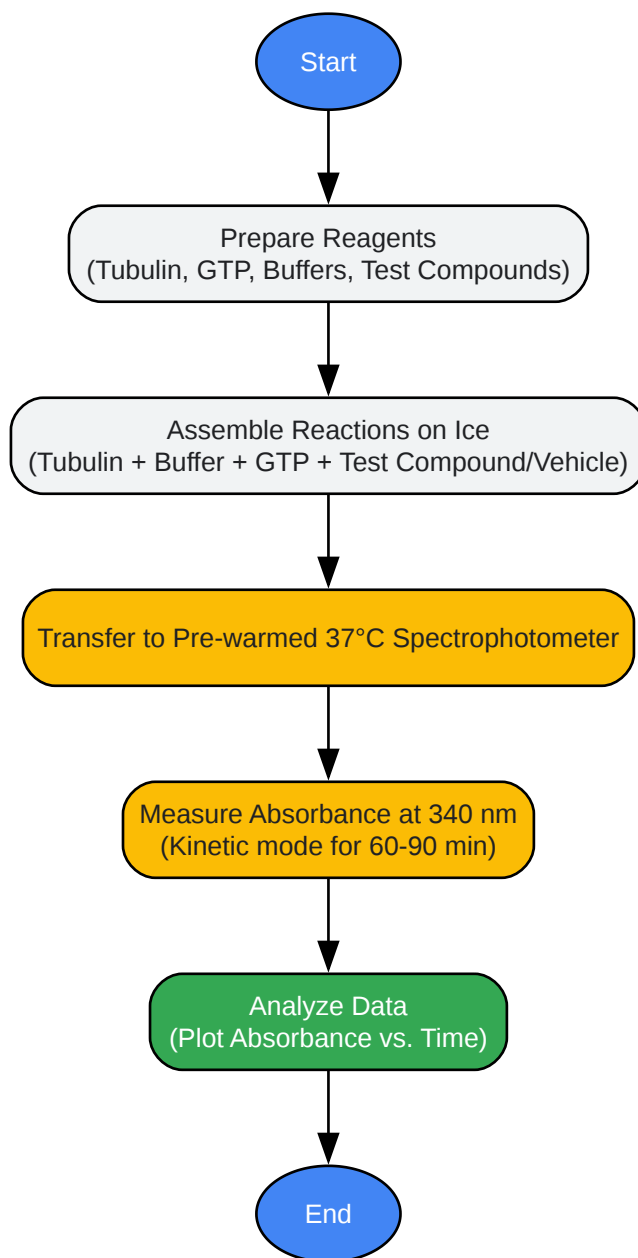 Start
Prepare Reagents
(Tubulin, GTP, Buffers, Test Compounds)
Assemble Reactions on Ice
(Tubulin + Buffer + GTP + Test Compound/Vehicle)
Transfer to Pre-warmed 37°C Spectrophotometer
Measure Absorbance at 340 nm
(Kinetic mode for 60-90 min)
Analyze Data
(Plot Absorbance vs. Time)
End